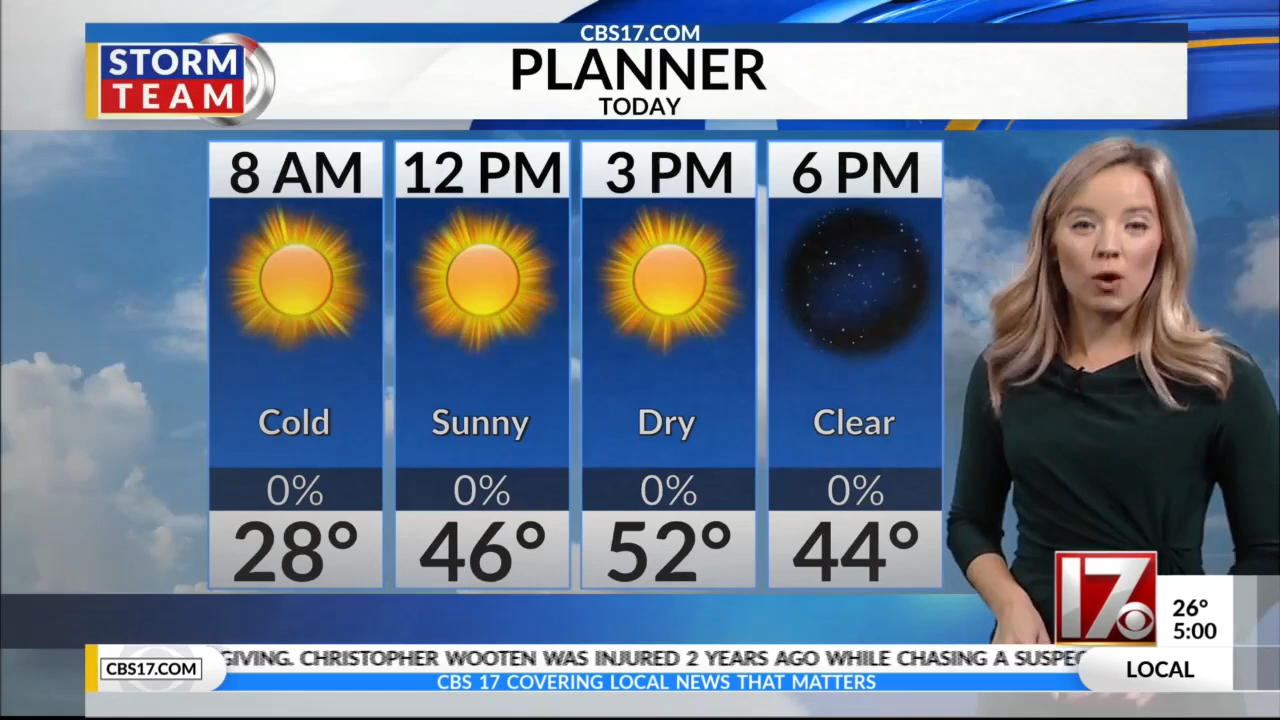 CBS17.COM
STORM
TEAM
PLANNER
TODAY
8 AM
12 PM
3 PM
6 PM
Cold
Sunny
Dry
Clear
0%
0%
0%
0%
28°
46°
52°
44°
17
26°
5:00
CBS17.COM
GIVING. CHRISTOPHER WOOTEN WAS INJURED 2 YEARS AGO WHILE CHASING A SUSPEC
LOCAL
CBS 17 COVERING LOCAL NEWS THAT MATTERS